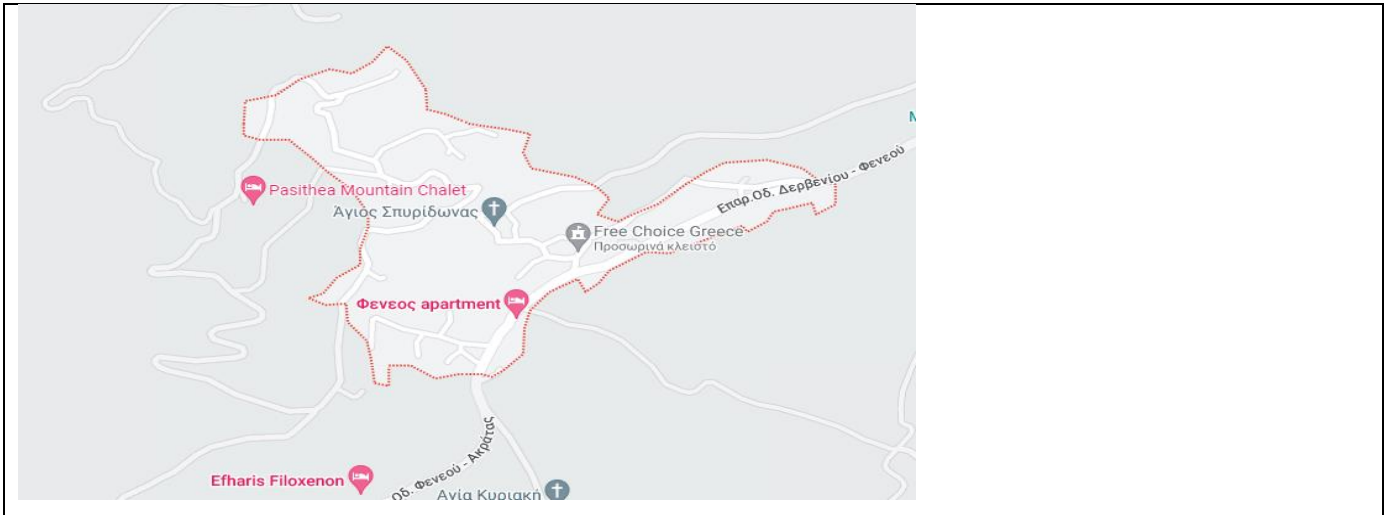 Επαρ.Οδ. Δερβενίου - Φενεού
Pasithea Mountain Chalet
Άγιος Σπυρίδωνας
Free Choice Greece
Προσωρινά κλειστό
Φενεος apartment
Οδ. Φενεού - Ακράτας
Efharis Filoxenon
Αγία Κυριακή